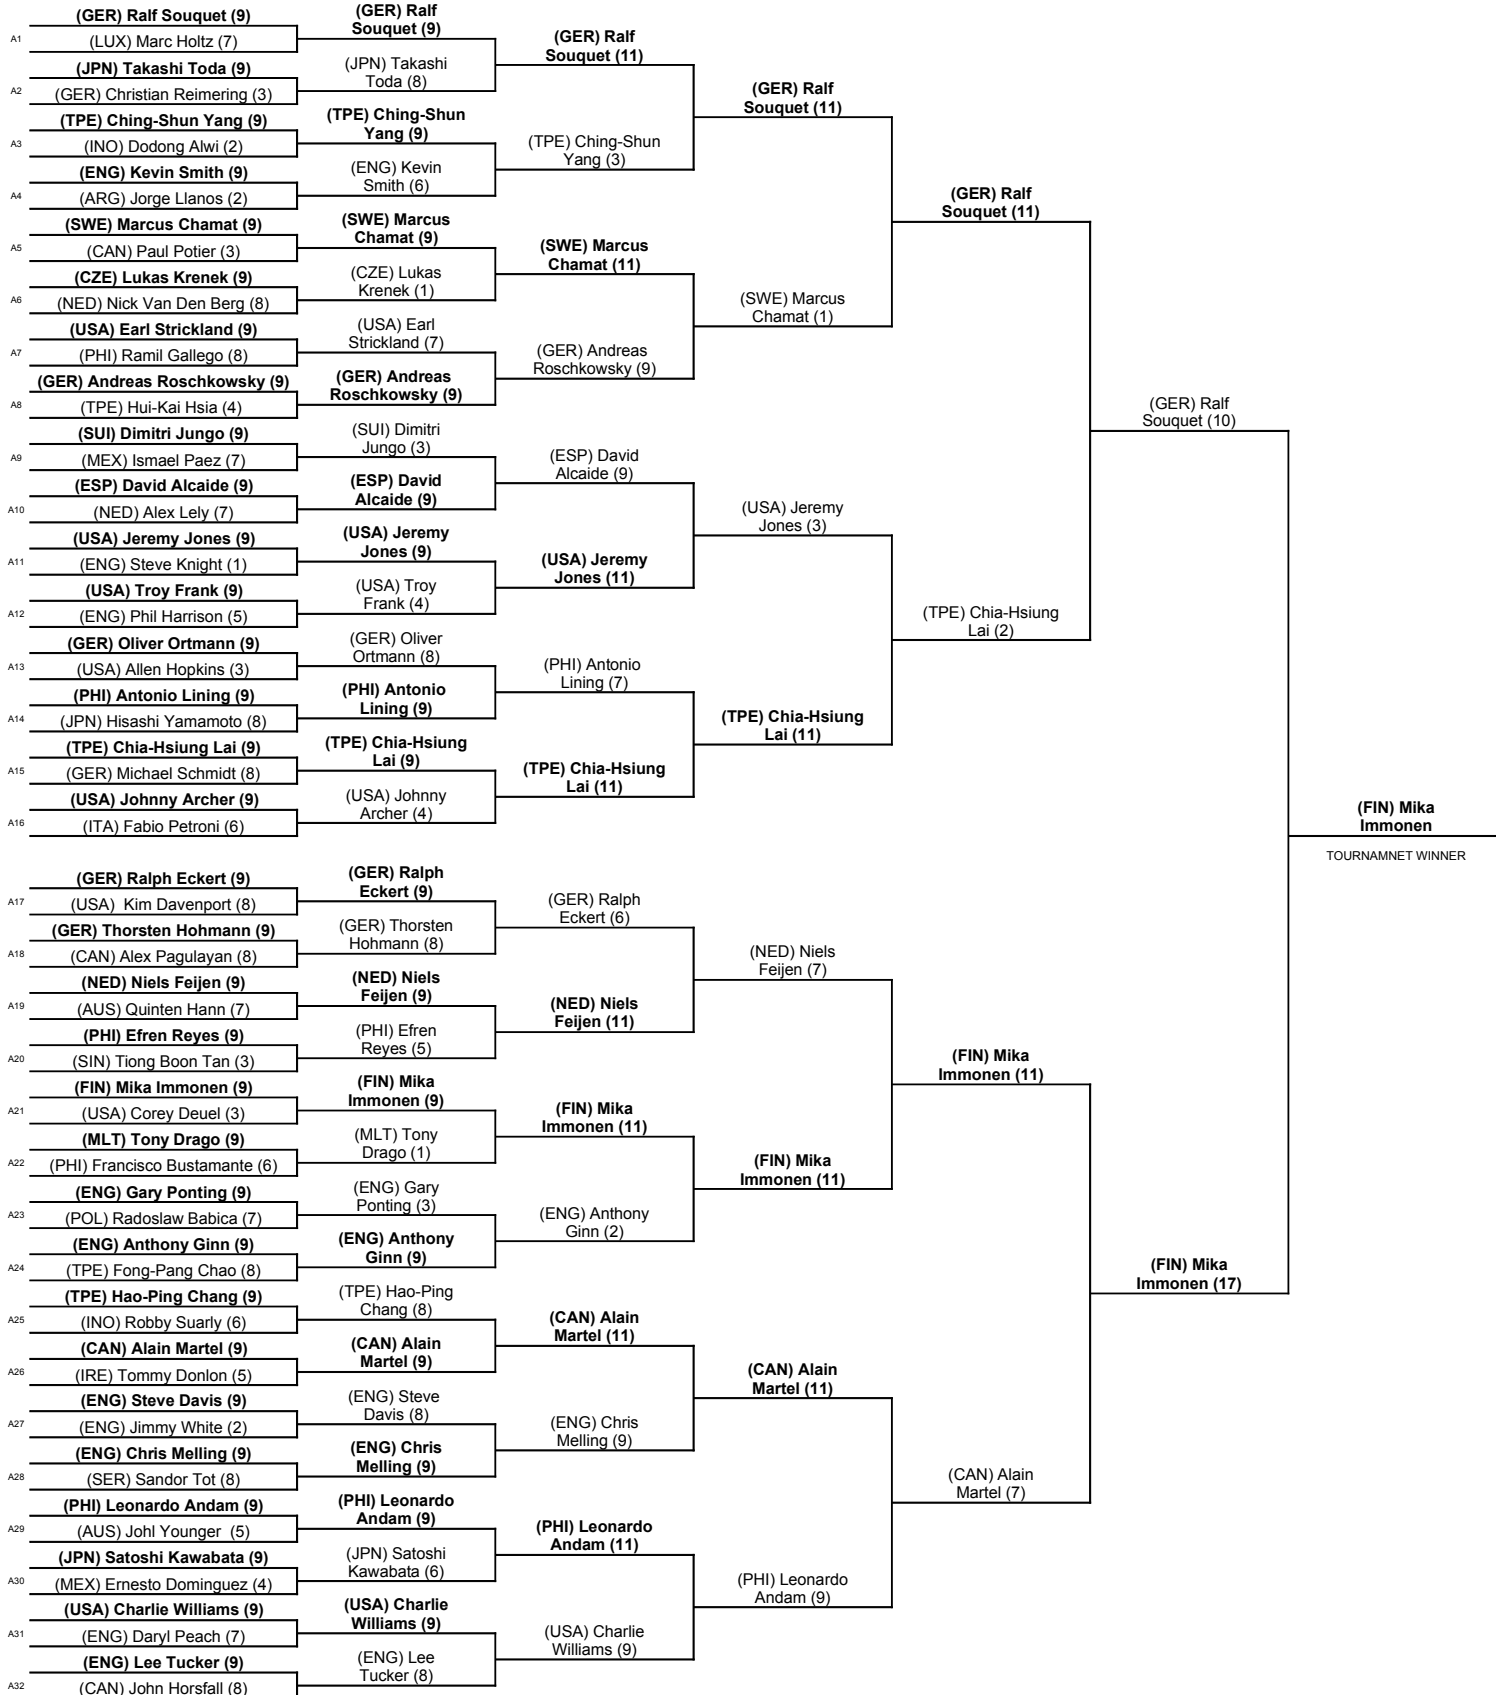 (GER) Ralf Souquet (9)
A1
(LUX) Marc Holtz (7)
(JPN) Takashi Toda (9)
A2
(GER) Christian Reimering (3)
(TPE) Ching-Shun Yang (9)
A3
(INO) Dodong Alwi (2)
(ENG) Kevin Smith (9)
A4
(ARG) Jorge Llanos (2)
(SWE) Marcus Chamat (9)
A5
(CAN) Paul Potier (3)
(CZE) Lukas Krenek (9)
A6
(NED) Nick Van Den Berg (8)
(USA) Earl Strickland (9)
A7
(PHI) Ramil Gallego (8)
(GER) Andreas Roschkowsky (9)
A8
(TPE) Hui-Kai Hsia (4)
(SUI) Dimitri Jungo (9)
A9
(MEX) Ismael Paez (7)
(ESP) David Alcaide (9)
A10
(NED) Alex Lely (7)
(USA) Jeremy Jones (9)
A11
(ENG) Steve Knight (1)
(USA) Troy Frank (9)
A12
(ENG) Phil Harrison (5)
(GER) Oliver Ortmann (9)
A13
(USA) Allen Hopkins (3)
(PHI) Antonio Lining (9)
A14
(JPN) Hisashi Yamamoto (8)
(TPE) Chia-Hsiung Lai (9)
A15
(GER) Michael Schmidt (8)
(USA) Johnny Archer (9)
A16
(ITA) Fabio Petroni (6)
(GER) Ralph Eckert (9)
A17
(USA)  Kim Davenport (8)
(GER) Thorsten Hohmann (9)
A18
(CAN) Alex Pagulayan (8)
(NED) Niels Feijen (9)
A19
(AUS) Quinten Hann (7)
(PHI) Efren Reyes (9)
A20
(SIN) Tiong Boon Tan (3)
(FIN) Mika Immonen (9)
A21
(USA) Corey Deuel (3)
(MLT) Tony Drago (9)
A22
(PHI) Francisco Bustamante (6)
(ENG) Gary Ponting (9)
A23
(POL) Radoslaw Babica (7)
(ENG) Anthony Ginn (9)
A24
(TPE) Fong-Pang Chao (8)
(TPE) Hao-Ping Chang (9)
A25
(INO) Robby Suarly (6)
(CAN) Alain Martel (9)
A26
(IRE) Tommy Donlon (5)
(ENG) Steve Davis (9)
A27
(ENG) Jimmy White (2)
(ENG) Chris Melling (9)
A28
(SER) Sandor Tot (8)
(PHI) Leonardo Andam (9)
A29
(AUS) Johl Younger  (5)
(JPN) Satoshi Kawabata (9)
A30
(MEX) Ernesto Dominguez (4)
(USA) Charlie Williams (9)
A31
(ENG) Daryl Peach (7)
(ENG) Lee Tucker (9)
A32
(CAN) John Horsfall (8)
(GER) Ralf
Souquet (9)
(JPN) Takashi
Toda (8)
(TPE) Ching-Shun
Yang (9)
(ENG) Kevin
Smith (6)
(SWE) Marcus
Chamat (9)
(CZE) Lukas
Krenek (1)
(USA) Earl
Strickland (7)
(GER) Andreas
Roschkowsky (9)
(SUI) Dimitri
Jungo (3)
(ESP) David
Alcaide (9)
(USA) Jeremy
Jones (9)
(USA) Troy
Frank (4)
(GER) Oliver
Ortmann (8)
(PHI) Antonio
Lining (9)
(TPE) Chia-Hsiung
Lai (9)
(USA) Johnny
Archer (4)
(GER) Ralph
Eckert (9)
(GER) Thorsten
Hohmann (8)
(NED) Niels
Feijen (9)
(PHI) Efren
Reyes (5)
(FIN) Mika
Immonen (9)
(MLT) Tony
Drago (1)
(ENG) Gary
Ponting (3)
(ENG) Anthony
Ginn (9)
(TPE) Hao-Ping
Chang (8)
(CAN) Alain
Martel (9)
(ENG) Steve
Davis (8)
(ENG) Chris
Melling (9)
(PHI) Leonardo
Andam (9)
(JPN) Satoshi
Kawabata (6)
(USA) Charlie
Williams (9)
(ENG) Lee
Tucker (8)
(GER) Ralf
Souquet (11)
(TPE) Ching-Shun
Yang (3)
(SWE) Marcus
Chamat (11)
(GER) Andreas
Roschkowsky (9)
(ESP) David
Alcaide (9)
(USA) Jeremy
Jones (11)
(PHI) Antonio
Lining (7)
(TPE) Chia-Hsiung
Lai (11)
(GER) Ralph
Eckert (6)
(NED) Niels
Feijen (11)
(FIN) Mika
Immonen (11)
(ENG) Anthony
Ginn (2)
(CAN) Alain
Martel (11)
(ENG) Chris
Melling (9)
(PHI) Leonardo
Andam (11)
(USA) Charlie
Williams (9)
(GER) Ralf
Souquet (11)
(SWE) Marcus
Chamat (1)
(USA) Jeremy
Jones (3)
(TPE) Chia-Hsiung
Lai (11)
(NED) Niels
Feijen (7)
(FIN) Mika
Immonen (11)
(CAN) Alain
Martel (11)
(PHI) Leonardo
Andam (9)
(GER) Ralf
Souquet (11)
(TPE) Chia-Hsiung
Lai (2)
(FIN) Mika
Immonen (11)
(CAN) Alain
Martel (7)
(GER) Ralf
Souquet (10)
(FIN) Mika
Immonen (17)
(FIN) Mika
Immonen
TOURNAMNET WINNER